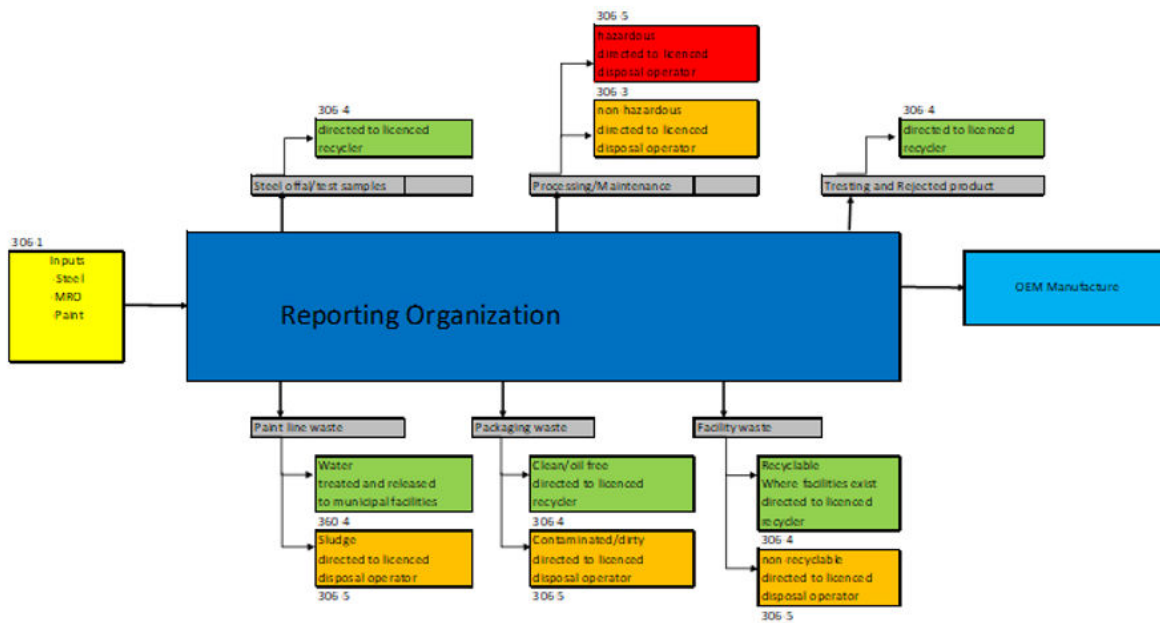 306-5
hazardous
directed to licenced
disposal operator
306-3
non-hazardous
directed to licenced
disposal operator
306-4
directed to licenced
recycler
306-4
directed to licenced
recycler
Steel offal/test samples
Processing/Maintenance
Tresting and Rejected product
306-1
Inputs
-Steel
-MRO
-Paint
Reporting Organization
OEM Manufacture
Paint line waste
Packaging waste
Facility waste
Water
treated and released
to municipal facilities
360-4
Sludge
directed to licenced
disposal operator
306-5
Clean/oil free
directed to licenced
recycler
306-4
Contaminated/dirty
directed to licenced
disposal operator
306-5
Recyclable
Where facilities exist
directed to licenced
recycler
306-4
non-recyclable
directed to licenced
disposal operator
306-5